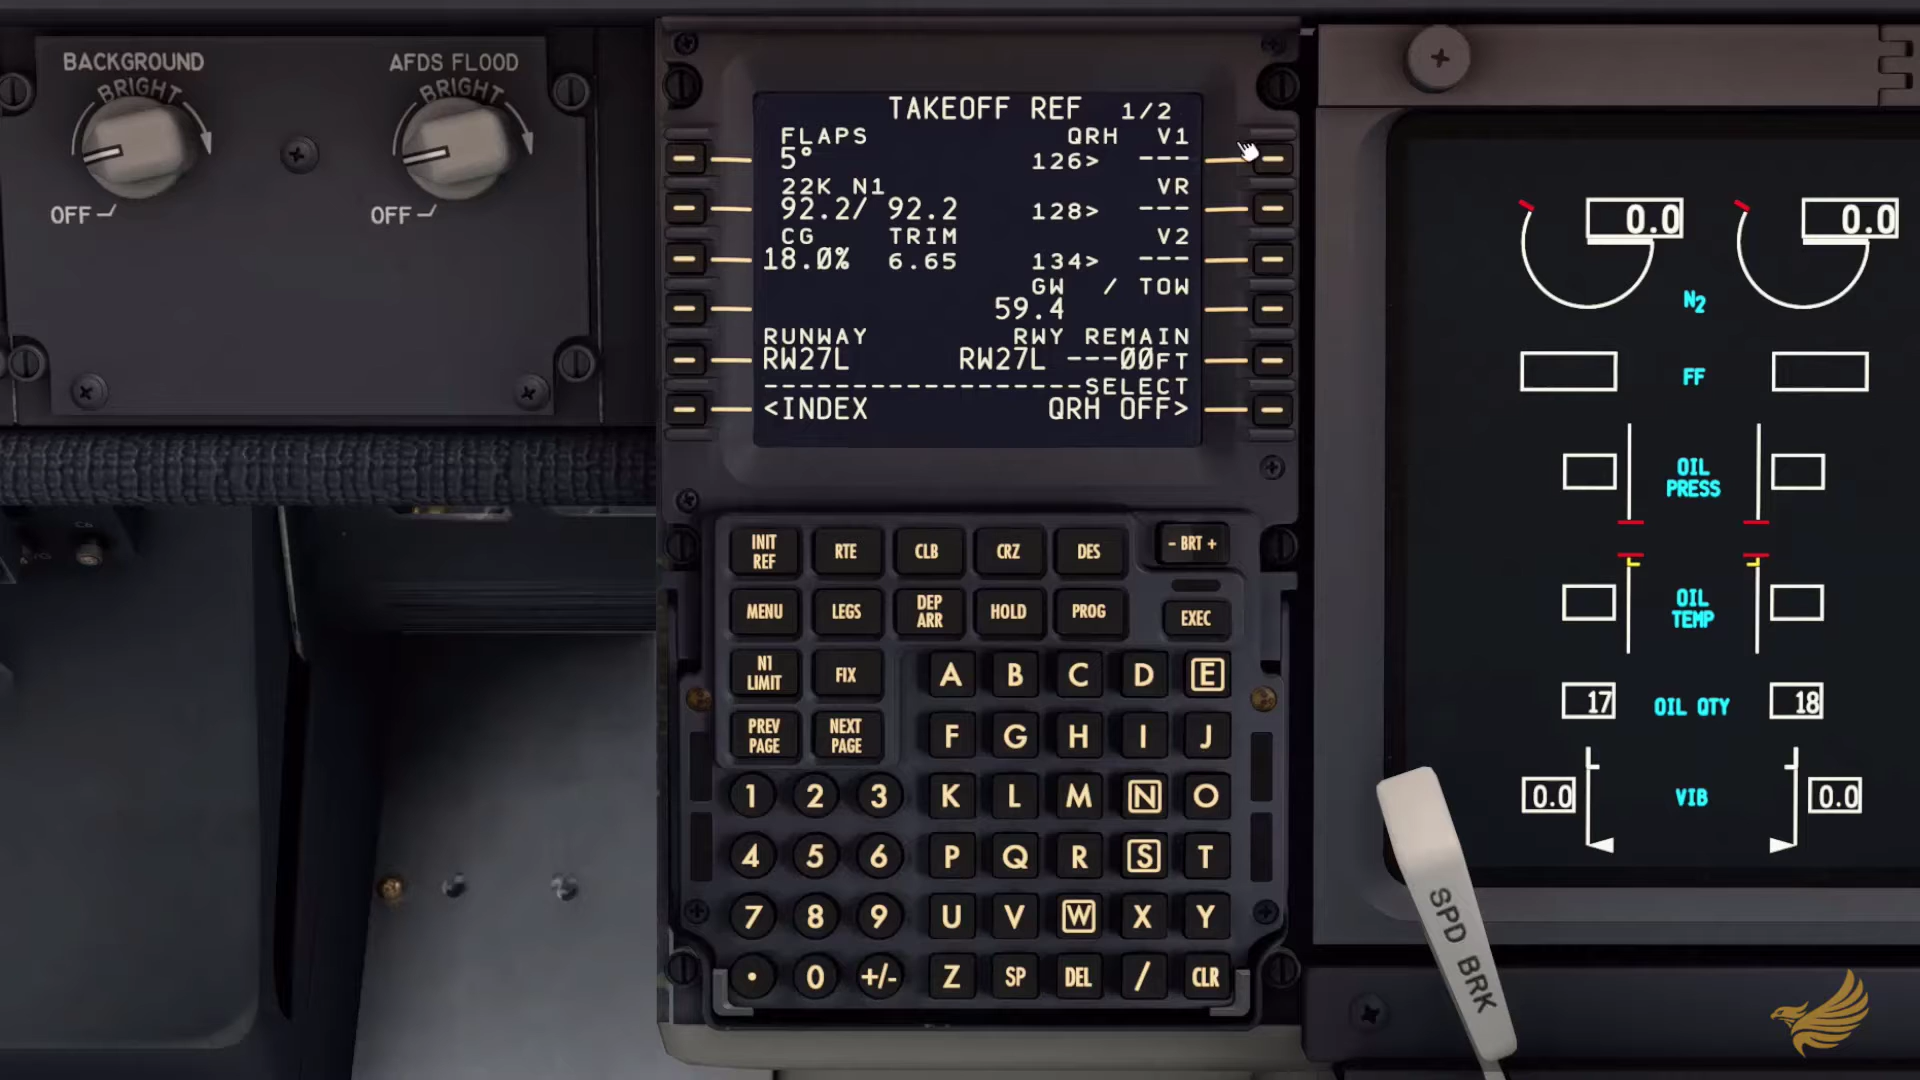 BACKGROUND
BRIGHT
OFF
AFDS FLOOD
BRIGHT
OFF
TAKEOFF REF 1/2
FLAPS QRH V1
5° 126> ---
22K N1 VR
92.2/ 92.2 128> ---
CG TRIM V2
18.0% 6.65 134> ---
GW / TOW
59.4
RUNWAY RWY REMAIN
RW27L RW27L ---00FT
------------------SELECT
<INDEX QRH OFF>
INIT REF RTE CLB CRZ DES - BRT +
MENU LEGS DEP ARR HOLD PROG EXEC
N1 LIMIT FIX A B C D E
PREV PAGE NEXT PAGE F G H I J
1 2 3 K L M N O
4 5 6 P Q R S T
7 8 9 U V W X Y
. 0 +/- Z SP DEL / CLR
0.0 0.0
N2
FF
OIL PRESS
OIL TEMP
17 OIL QTY 18
0.0 VIB 0.0
SPD BRK